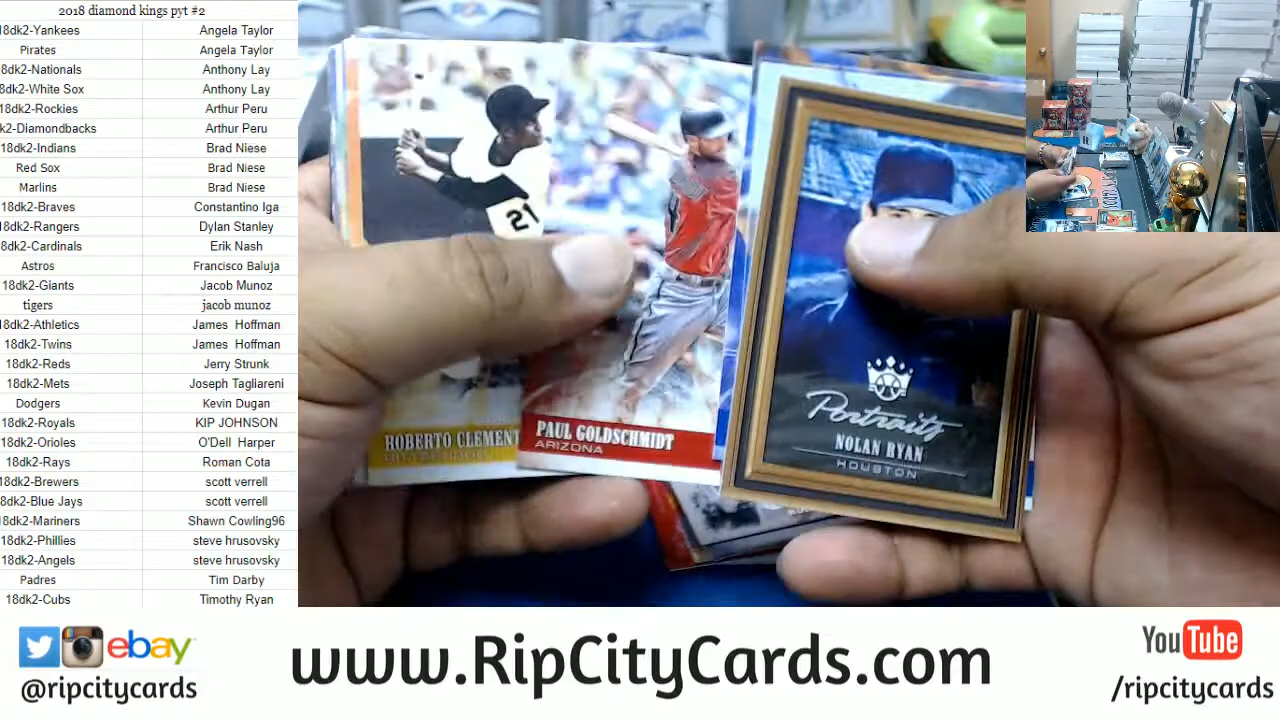 2018 diamond kings pyt #2
18dk2-Yankees Angela Taylor
Pirates Angela Taylor
8dk2-Nationals Anthony Lay
8dk2-White Sox Anthony Lay
8dk2-Rockies Arthur Peru
k2-Diamondbacks Arthur Peru
18dk2-Indians Brad Niese
Red Sox Brad Niese
Marlins Brad Niese
18dk2-Braves Constantino Iga
18dk2-Rangers Dylan Stanley
8dk2-Cardinals Erik Nash
Astros Francisco Baluja
18dk2-Giants Jacob Munoz
tigers jacob munoz
18dk2-Athletics James Hoffman
18dk2-Twins James Hoffman
18dk2-Reds Jerry Strunk
18dk2-Mets Joseph Tagliareni
Dodgers Kevin Dugan
18dk2-Royals KIP JOHNSON
18dk2-Orioles O'Dell Harper
18dk2-Rays Roman Cota
18dk2-Brewers scott verrell
8dk2-Blue Jays scott verrell
18dk2-Mariners Shawn Cowling96
18dk2-Phillies steve hrusovsky
18dk2-Angels steve hrusovsky
Padres Tim Darby
18dk2-Cubs Timothy Ryan
21
ROBERTO CLEMENT
PAUL GOLDSCHMIDT
ARIZONA
Portraits
NOLAN RYAN
HOUSTON
ebay
@ripcitycards
www.RipCityCards.com
YouTube
/ripcitycards